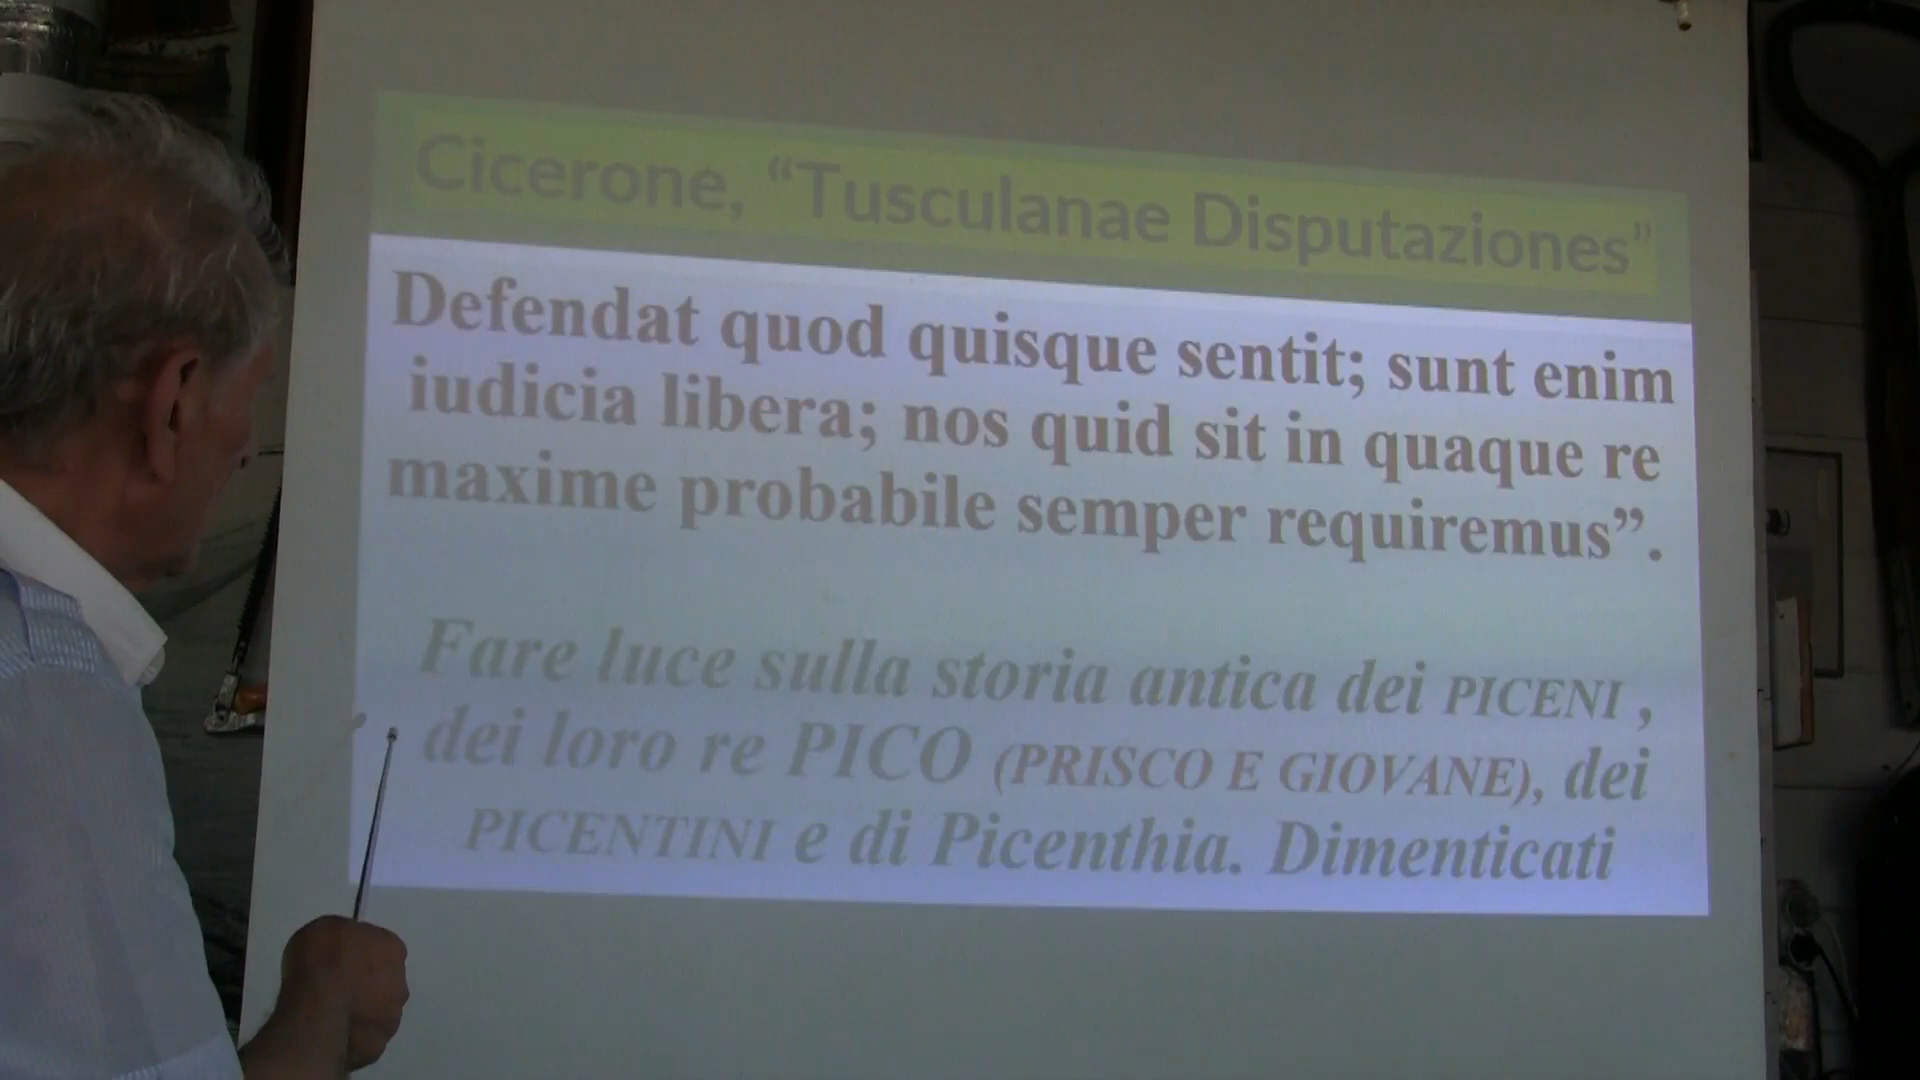 Cicerone, “Tusculanae Disputaziones”
Defendat quod quisque sentit; sunt enim
iudicia libera; nos quid sit in quaque re
maxime probabile semper requiremus”.
Fare luce sulla storia antica dei PICENI ,
dei loro re PICO (PRISCO E GIOVANE), dei
PICENTINI e di Picenthia. Dimenticati